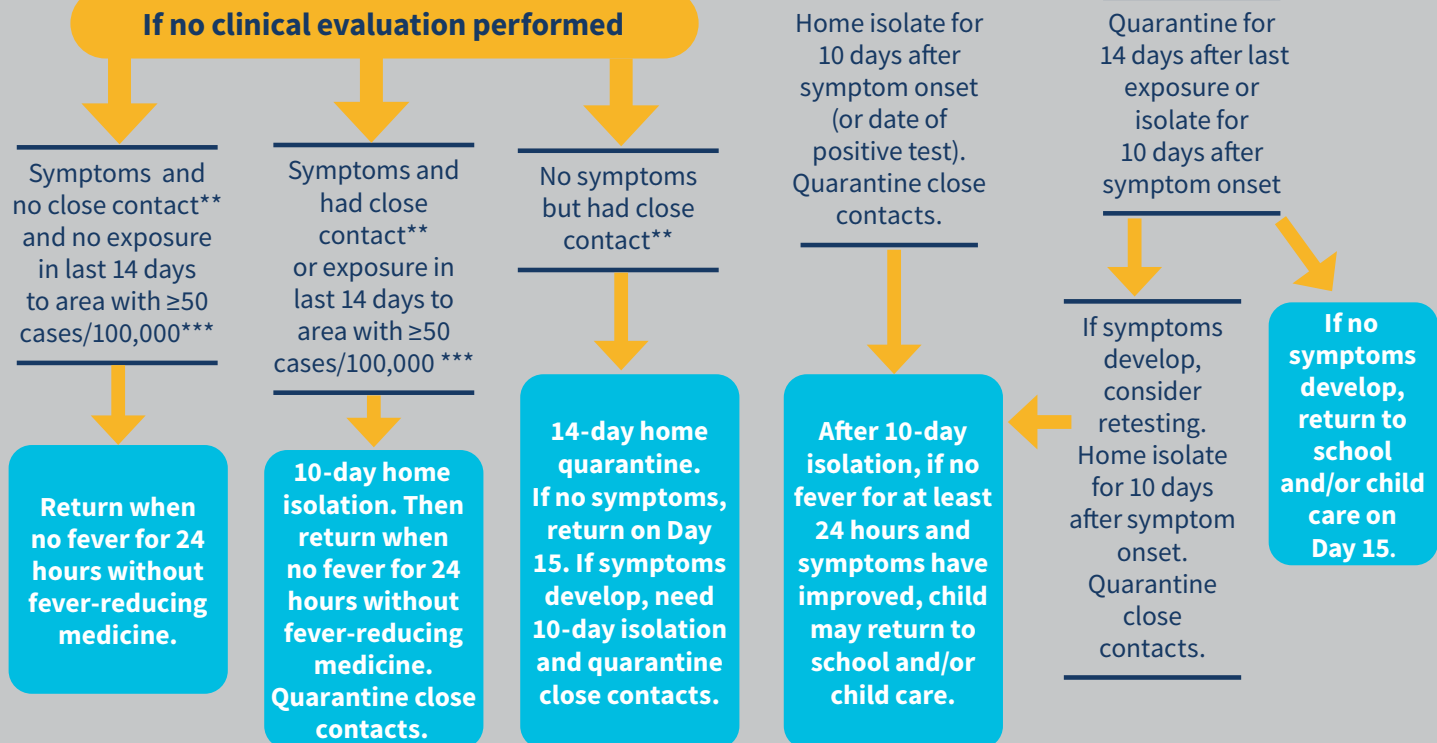 If no clinical evaluation performed
Symptoms and
no close contact**
and no exposure
in last 14 days
to area with ≥50
cases/100,000***
Return when
no fever for 24
hours without
fever-reducing
medicine.
Symptoms and
had close
contact**
or exposure in
last 14 days to
area with ≥50
cases/100,000 ***
10-day home
isolation. Then
return when
no fever for 24
hours without
fever-reducing
medicine.
Quarantine close
contacts.
No symptoms
but had close
contact**
14-day home
quarantine.
If no symptoms,
return on Day
15. If symptoms
develop, need
10-day isolation
and quarantine
close contacts.
Home isolate for
10 days after
symptom onset
(or date of
positive test).
Quarantine close
contacts.
After 10-day
isolation, if no
fever for at least
24 hours and
symptoms have
improved, child
may return to
school and/or
child care.
Quarantine for
14 days after last
exposure or
isolate for
10 days after
symptom onset
If symptoms
develop,
consider
retesting.
Home isolate
for 10 days
after symptom
onset.
Quarantine
close
contacts.
If no
symptoms
develop,
return to
school
and/or child
care on
Day 15.